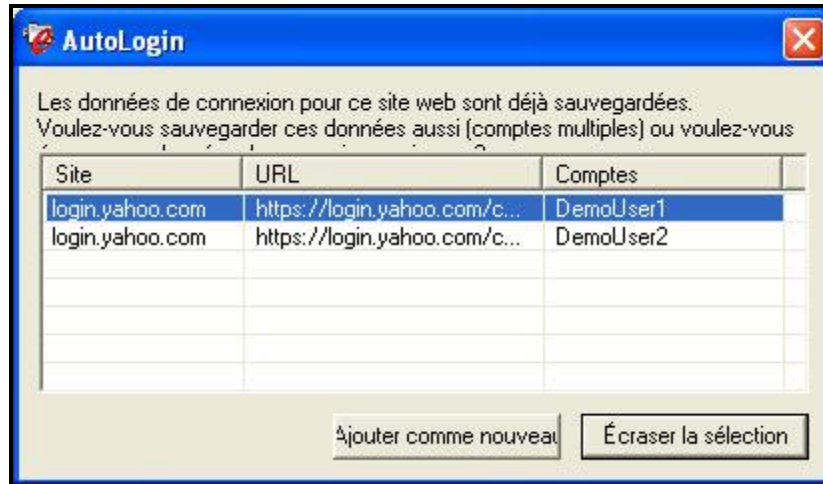 AutoLogin
Les données de connexion pour ce site web sont déjà sauvegardées.
Voulez-vous sauvegarder ces données aussi (comptes multiples) ou voulez-vous
Site URL Comptes
login.yahoo.com https://login.yahoo.com/c... DemoUser1
login.yahoo.com https://login.yahoo.com/c... DemoUser2
Ajouter comme nouveau Écraser la sélection